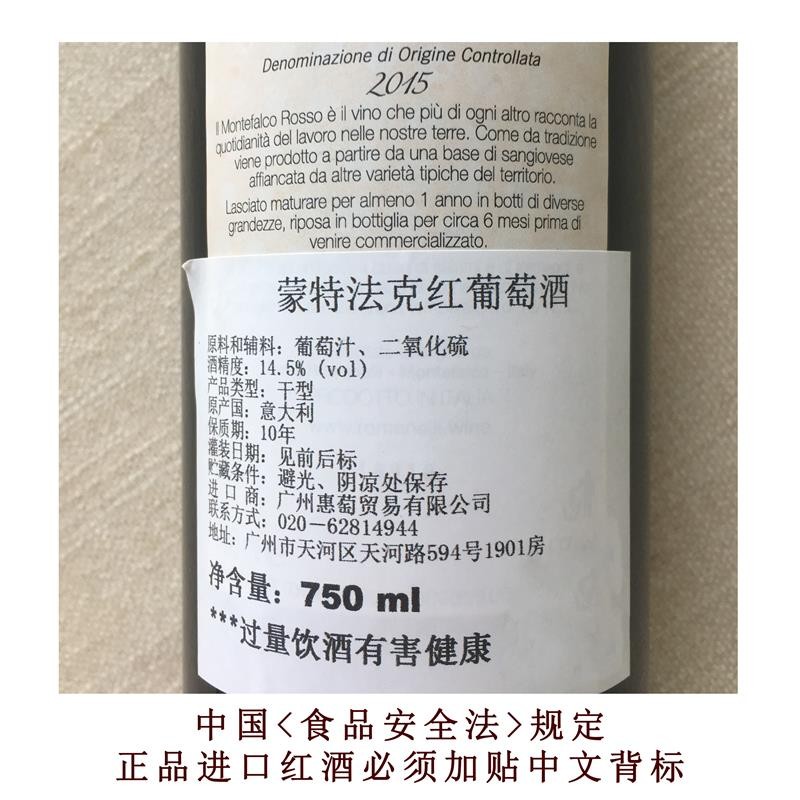 Denominazione di Origine Controllata
2015
Il Montefalco Rosso è il vino che più di ogni altro racconta la
quotidianità del lavoro nelle nostre terre. Come da tradizione
viene prodotto a partire da una base di sangiovese
affiancata da altre varietà tipiche del territorio.
Lasciato maturare per almeno 1 anno in botti di diverse
grandezze, riposa in bottiglia per circa 6 mesi prima di
venire commercializzato.
蒙特法克红葡萄酒
原料和辅料：葡萄汁、二氧化硫
酒精度：14.5% (vol)
产品类型：干型
原产国：意大利
保质期：10年
灌装日期：见前后标
贮藏条件：避光、阴凉处保存
进口商：广州惠萄贸易有限公司
联系方式：020-62814944
地址：广州市天河区天河路594号1901房
净含量：750 ml
***过量饮酒有害健康
中国<食品安全法>规定
正品进口红酒必须加贴中文背标